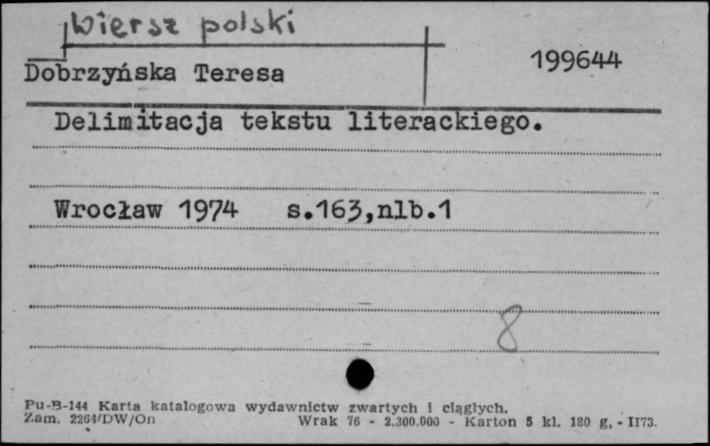 Wiersz polski
199644
Dobrzyńska Teresa
Delimitacja tekstu literackiego.
Wrocław 1974 s.163,nlb.1
8
Pu-B-144 Karta katalogowa wydawnictw zwartych i ciągłych.
Zam. 2264/DW/On Wrak 76 - 2.300.000 - Karton 5 kl. 180 g. - II73.